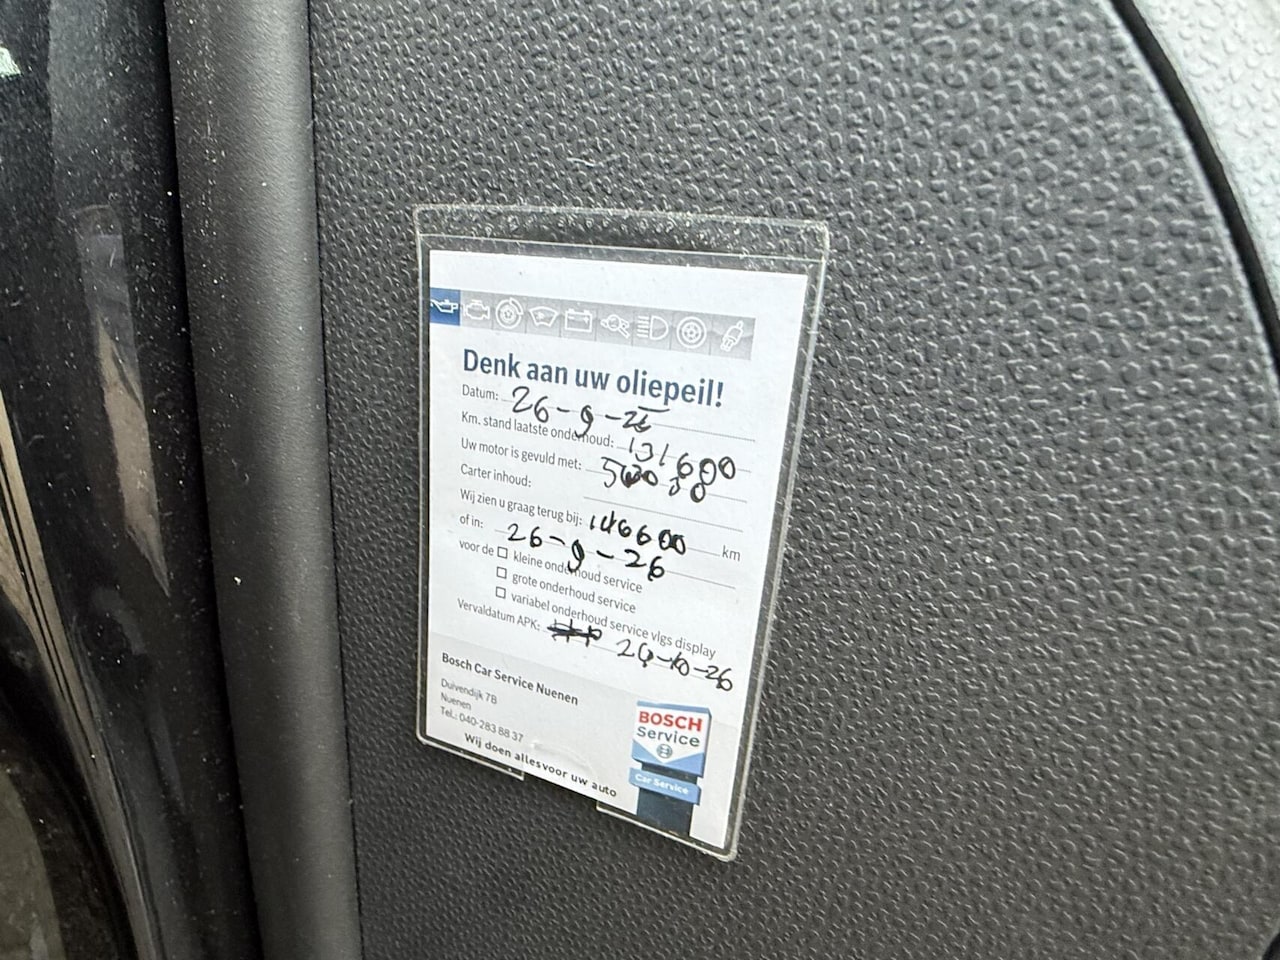 Denk aan uw oliepeil!
Datum: 26-9-25
Km. stand laatste onderhoud: 131600
Uw motor is gevuld met:
Carter inhoud:
Wij zien u graag terug bij: 146600 km
of in: 26-9-26
voor de □ kleine onderhoud service
□ grote onderhoud service
□ variabel onderhoud service vlgs display
Vervaldatum APK: -10-26
Bosch Car Service Nuenen
Duivendijk 7B
Nuenen
Tel.: 040-283 88 37
Wij doen alles voor uw auto
BOSCH
Service
Car Service